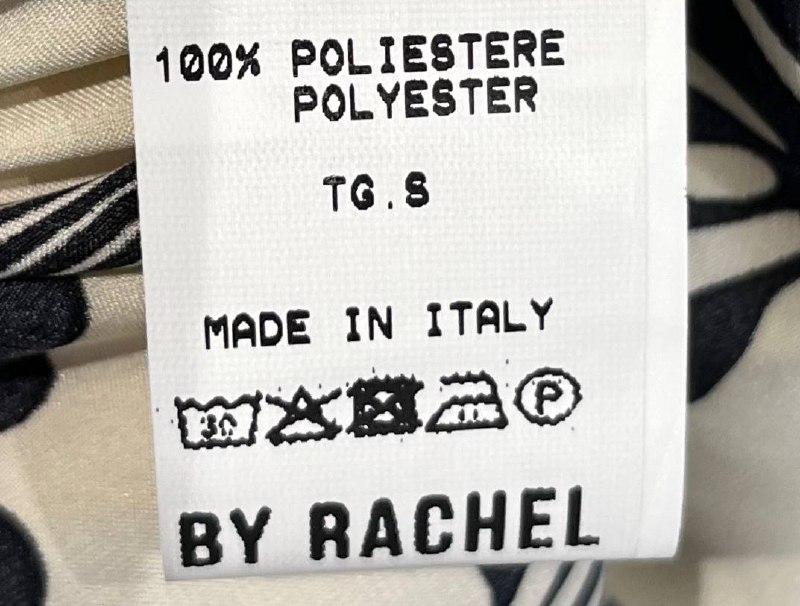 100% POLIESTERE
POLYESTER
TG.S
MADE IN ITALY
30 P
BY RACHEL